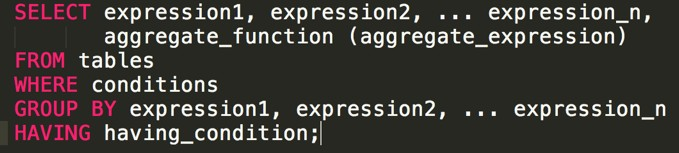 SELECT expression1, expression2, ... expression_n,
aggregate_function (aggregate_expression)
FROM tables
WHERE conditions
GROUP BY expression1, expression2, ... expression_n
HAVING having_condition;